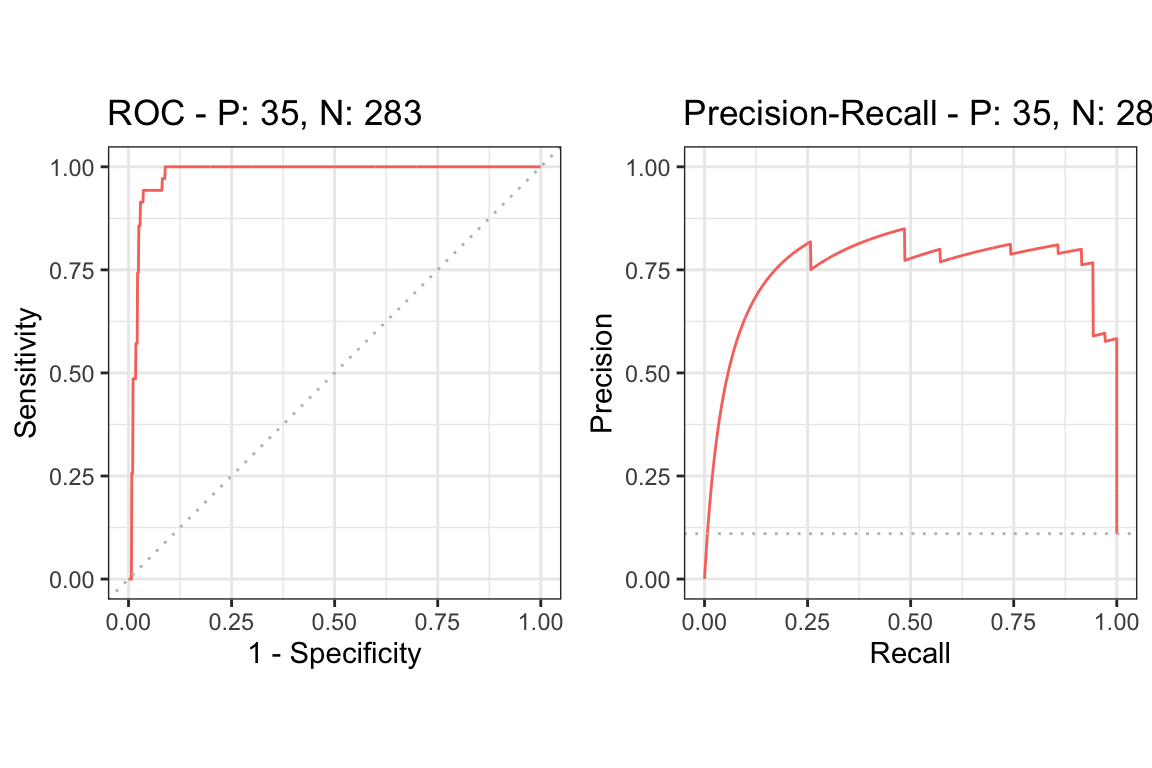 ROC - P: 35, N: 283
Precision-Recall - P: 35, N: 28
1.00
0.75
0.50
0.25
0.00
Sensitivity
0.00 0.25 0.50 0.75 1.00
1 - Specificity
1.00
0.75
0.50
0.25
0.00
Precision
0.00 0.25 0.50 0.75 1.00
Recall